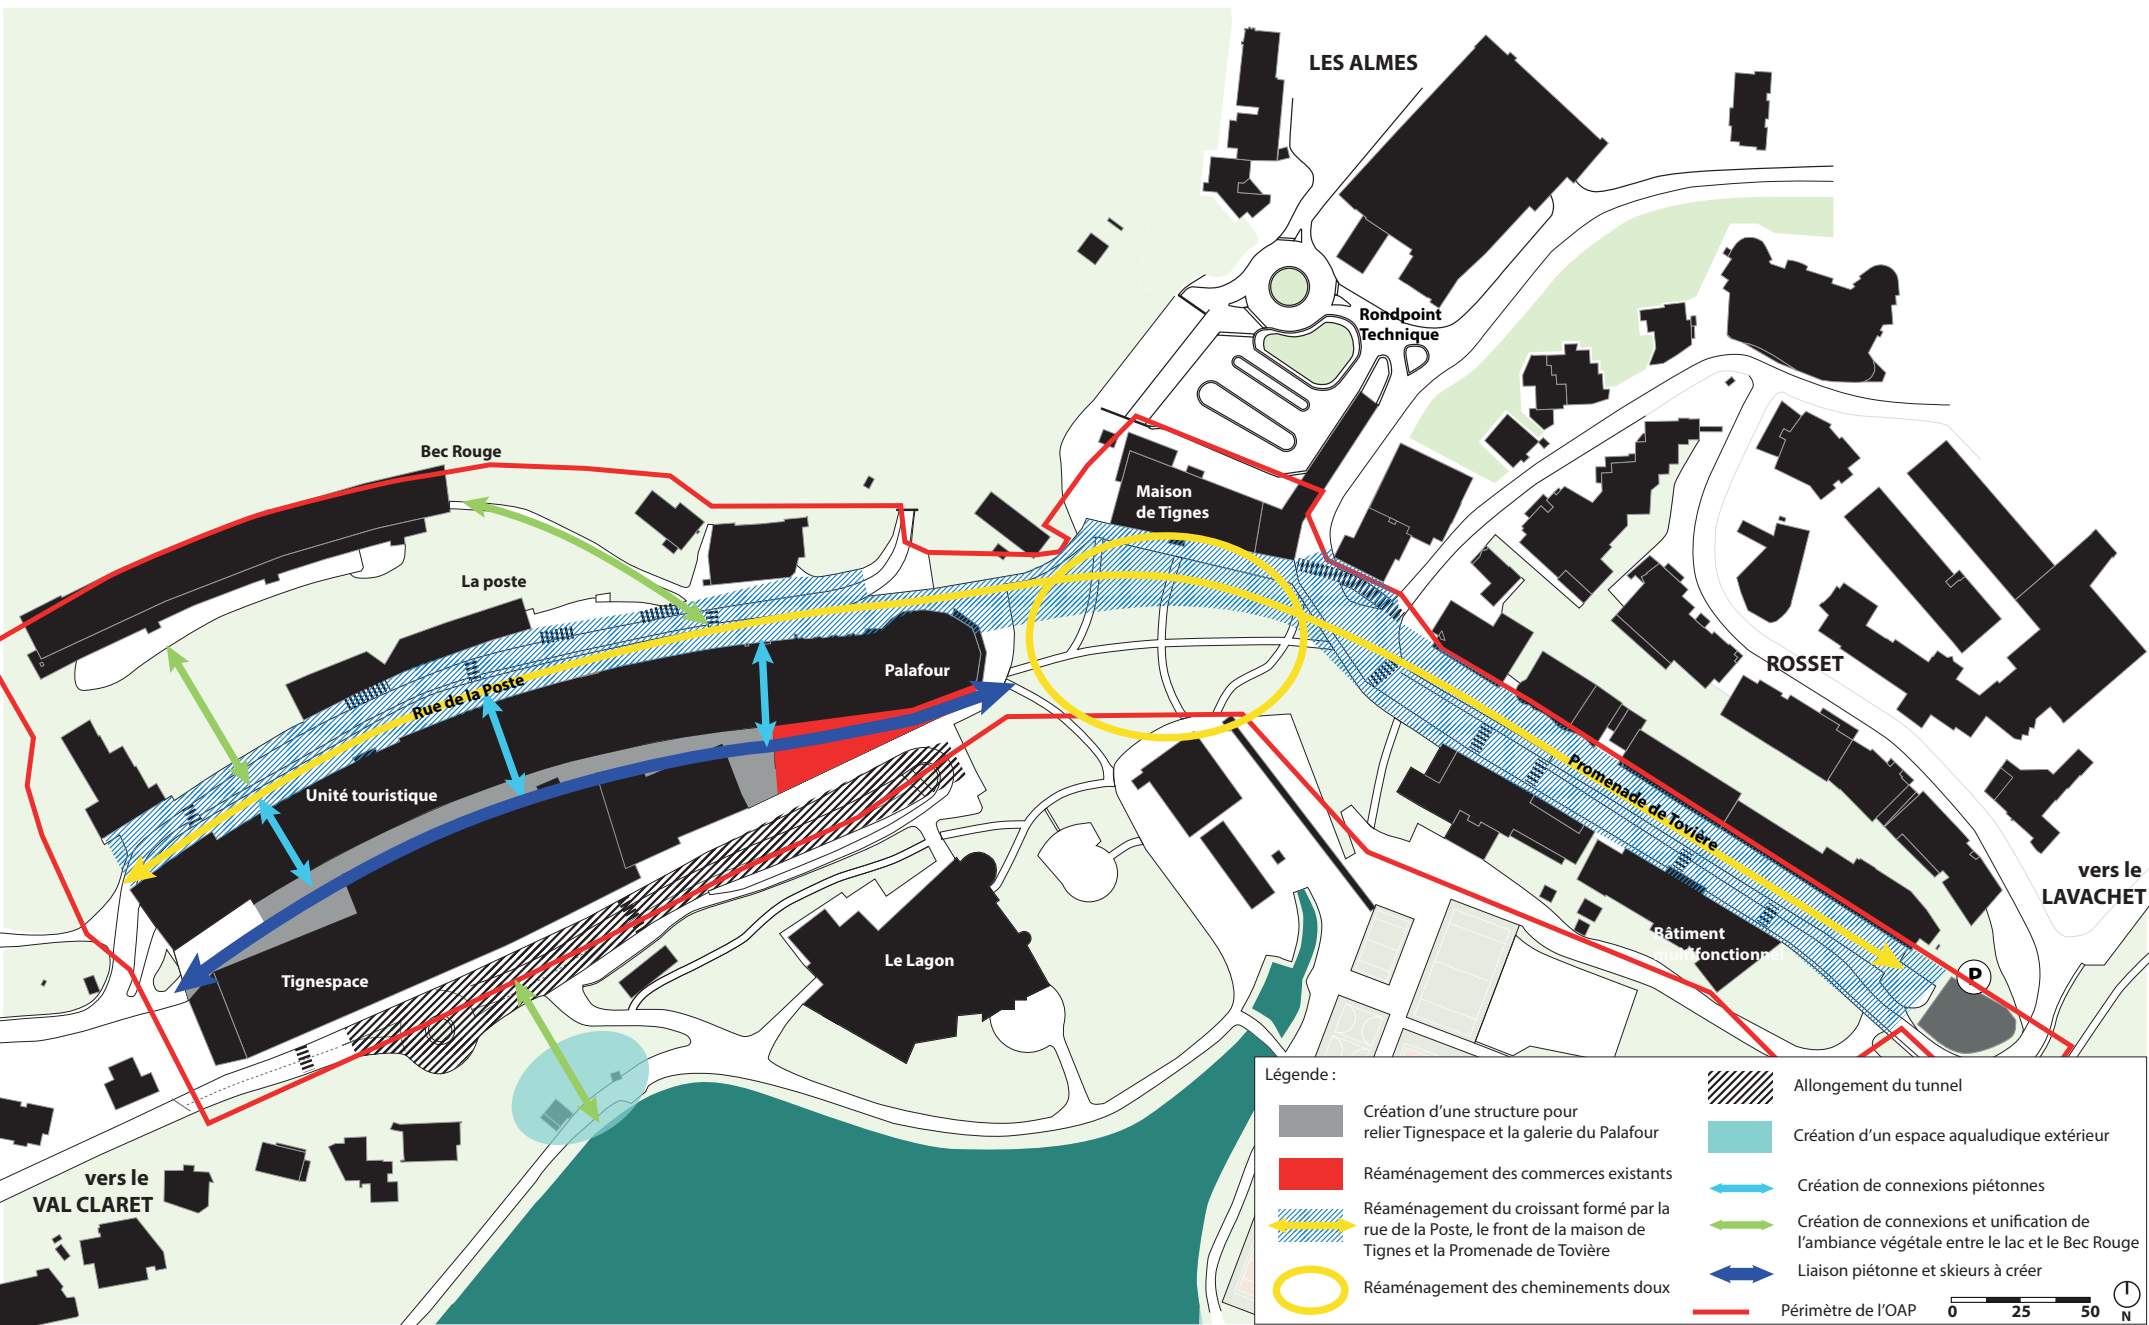 LES ALMES
Rondpoint
Technique
Bec Rouge
Maison
de Tignes
La poste
Palafour
Rue de la Poste
ROSSET
Unité touristique
Promenade de Tovière
vers le
LAVACHET
Bâtiment
multifonctionnel
Le Lagon
P
Tignespace
vers le
VAL CLARET
Légende :
Création d'une structure pour
relier Tignespace et la galerie du Palafour
Réaménagement des commerces existants
Réaménagement du croissant formé par la
rue de la Poste, le front de la maison de
Tignes et la Promenade de Tovière
Réaménagement des cheminements doux
Allongement du tunnel
Création d'un espace aqualudique extérieur
Création de connexions piétonnes
Création de connexions et unification de
l'ambiance végétale entre le lac et le Bec Rouge
Liaison piétonne et skieurs à créer
Périmètre de l'OAP
0 25 50
N